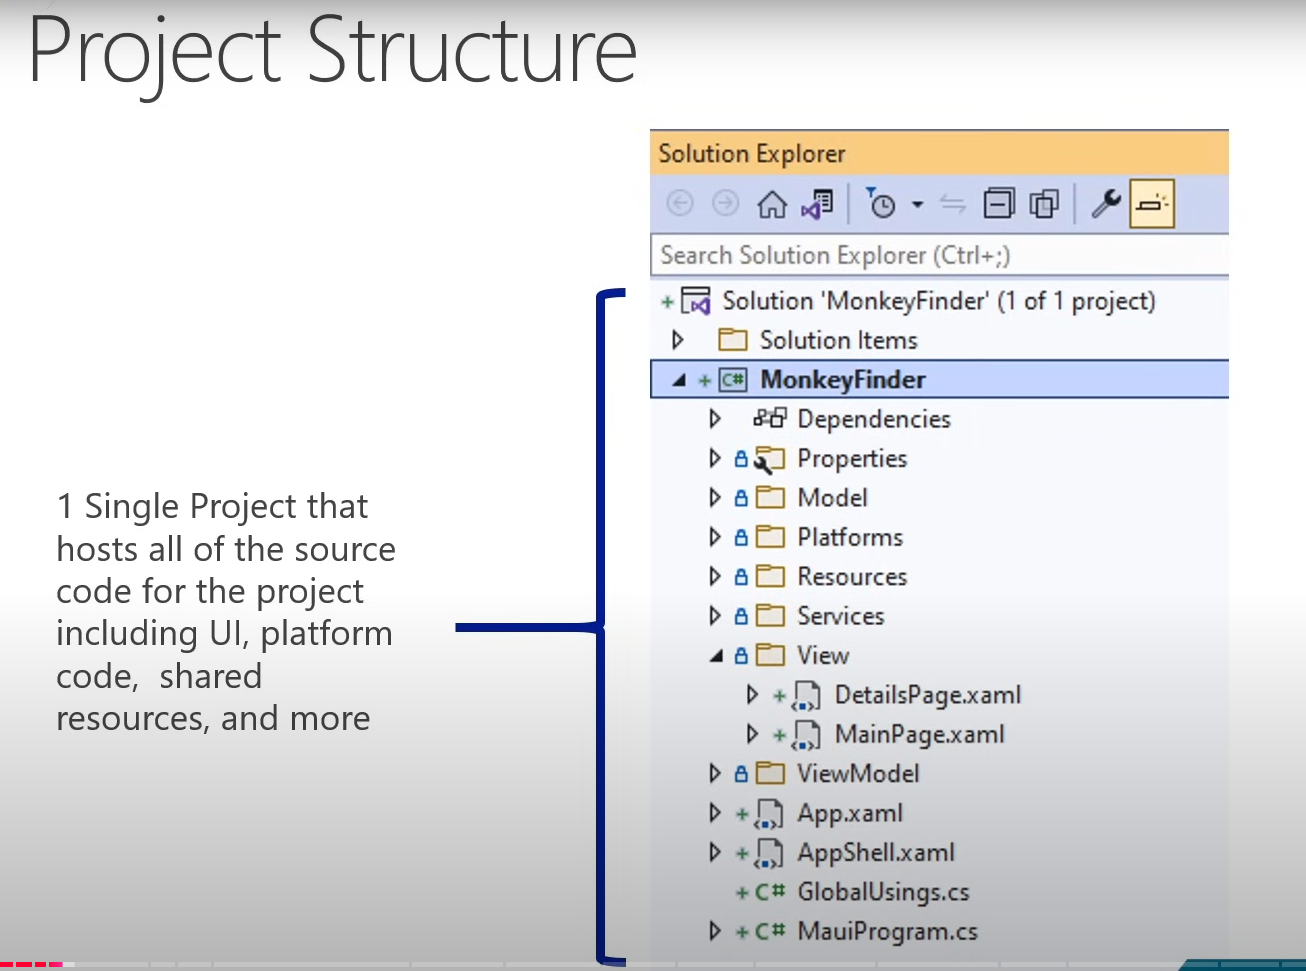 Project Structure
Solution Explorer
Search Solution Explorer (Ctrl+;)
Solution 'MonkeyFinder' (1 of 1 project)
Solution Items
C# MonkeyFinder
Dependencies
Properties
Model
Platforms
Resources
Services
View
DetailsPage.xaml
MainPage.xaml
ViewModel
App.xaml
AppShell.xaml
C# GlobalUsings.cs
C# MauiProgram.cs
1 Single Project that
hosts all of the source
code for the project
including UI, platform
code,  shared
resources, and more